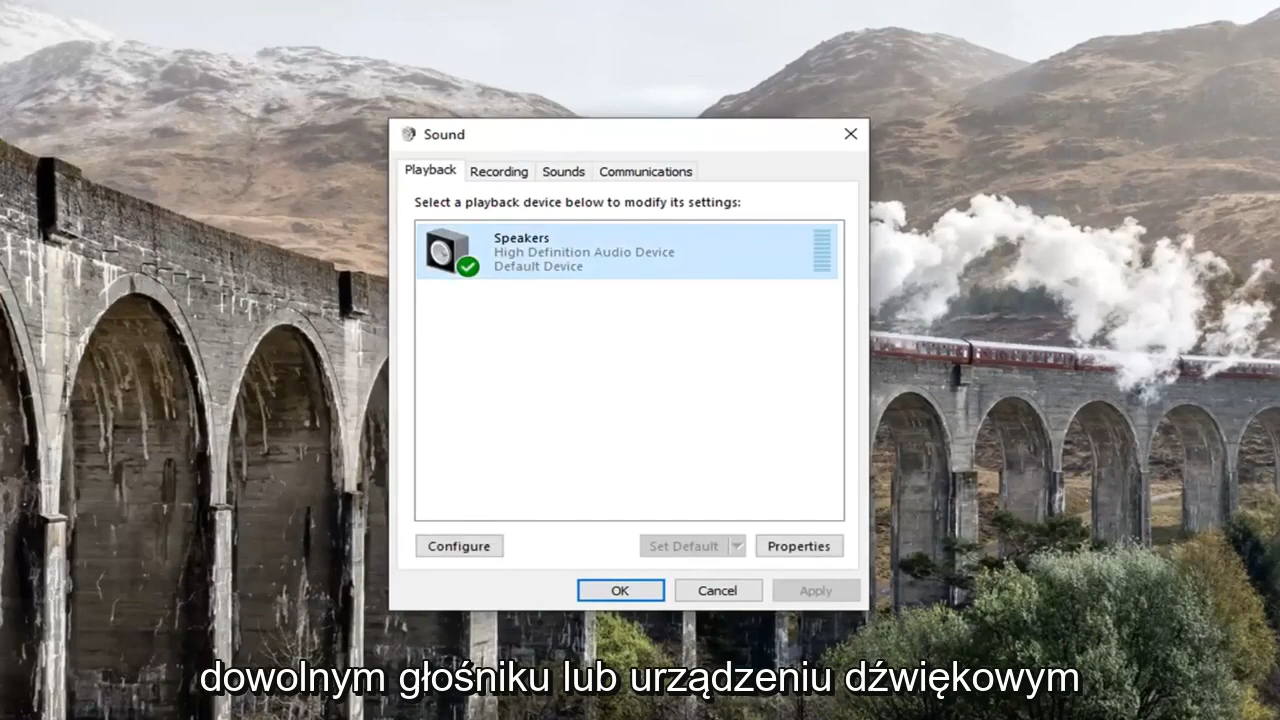 Sound
Playback
Recording
Sounds
Communications
Select a playback device below to modify its settings:
Speakers
High Definition Audio Device
Default Device
Configure
Set Default
Properties
OK
Cancel
Apply
dowolnym głośniku lub urządzeniu dźwiękowym